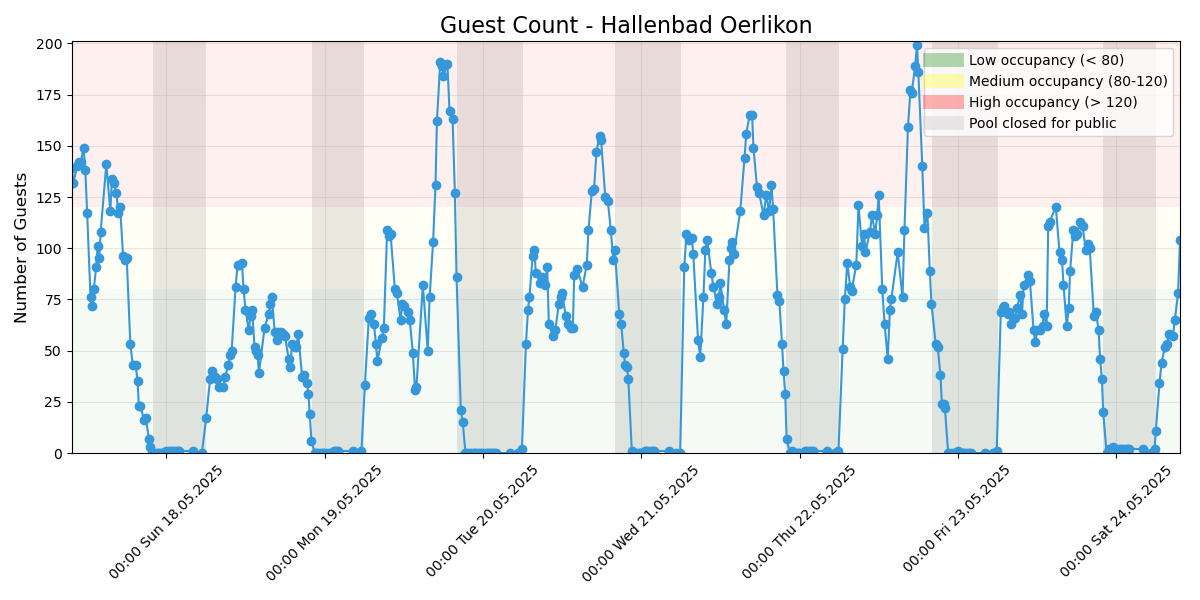 Guest Count - Hallenbad Oerlikon
Number of Guests
200
175
150
125
100
75
50
25
0
Low occupancy (< 80)
Medium occupancy (80-120)
High occupancy (> 120)
Pool closed for public
00:00 Sun 18.05.2025
00:00 Mon 19.05.2025
00:00 Tue 20.05.2025
00:00 Wed 21.05.2025
00:00 Thu 22.05.2025
00:00 Fri 23.05.2025
00:00 Sat 24.05.2025